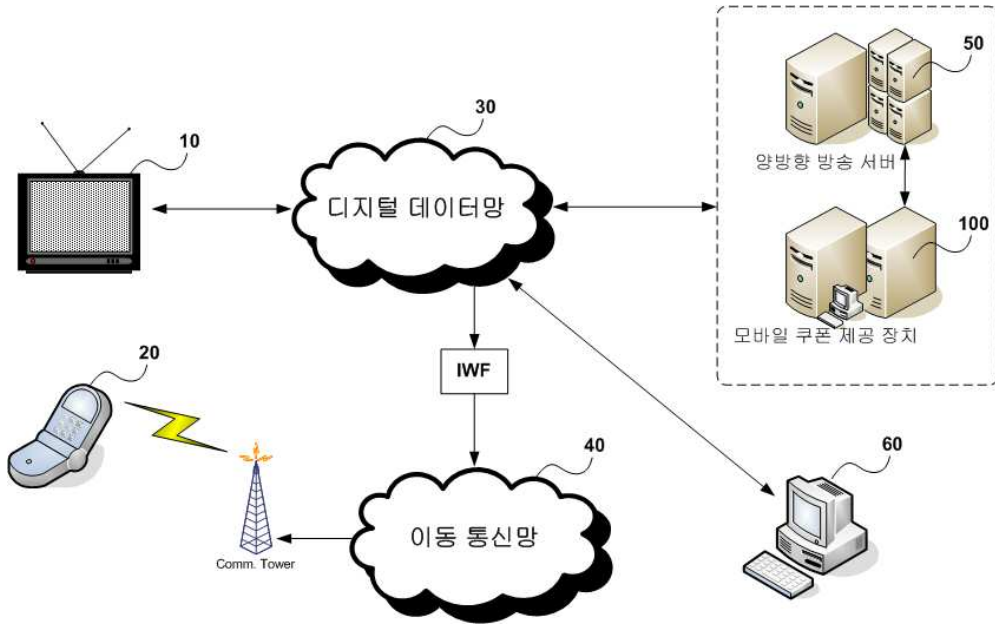 50
양방향 방송 서버
30
10
디지털 데이터망
100
모바일 쿠폰 제공 장치
IWF
20
40
60
이동 통신망
Comm. Tower